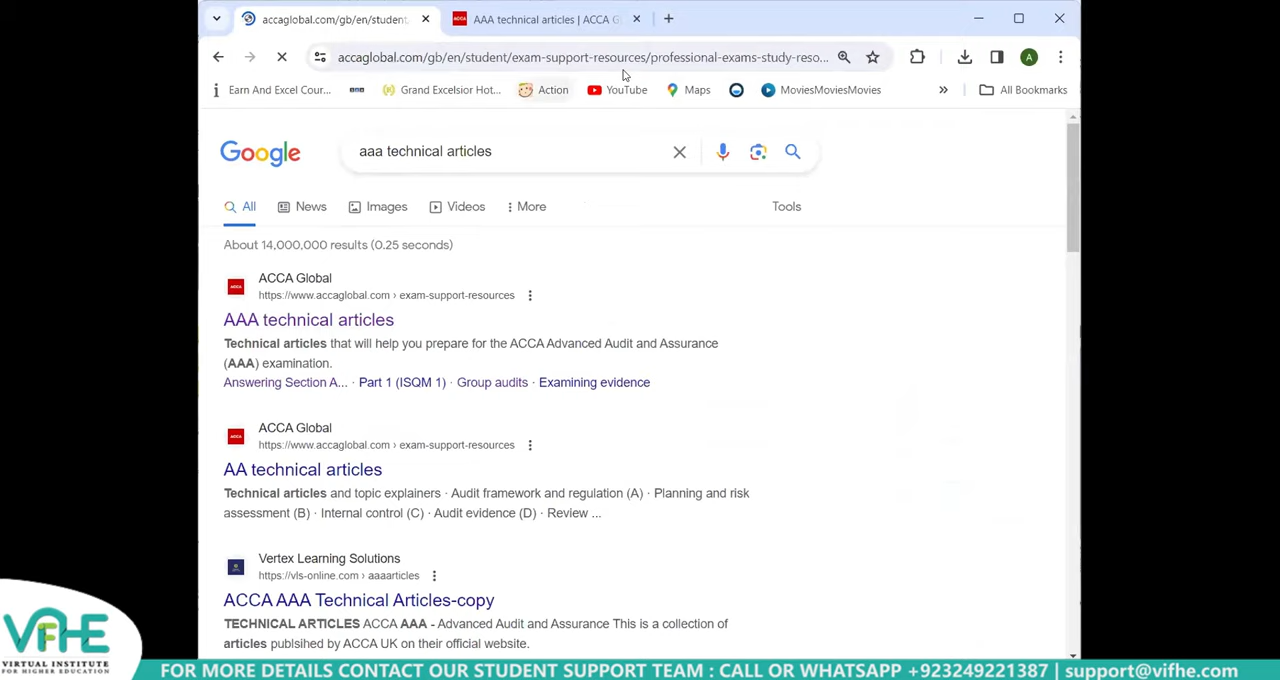 accaglobal.com/gb/en/student
AAA technical articles | ACCA G
accaglobal.com/gb/en/student/exam-support-resources/professional-exams-study-reso...
A
Earn And Excel Cour...
Grand Excelsior Hot...
Action
YouTube
Maps
MoviesMoviesMovies
All Bookmarks
Google
aaa technical articles
All
News
Images
Videos
More
Tools
About 14,000,000 results (0.25 seconds)
ACCA Global
https://www.accaglobal.com › exam-support-resources
AAA technical articles
Technical articles that will help you prepare for the ACCA Advanced Audit and Assurance
(AAA) examination.
Answering Section A... · Part 1 (ISQM 1) · Group audits · Examining evidence
ACCA Global
https://www.accaglobal.com › exam-support-resources
AA technical articles
Technical articles and topic explainers · Audit framework and regulation (A) · Planning and risk
assessment (B) · Internal control (C) · Audit evidence (D) · Review ...
Vertex Learning Solutions
https://vls-online.com › aaaarticles
ACCA AAA Technical Articles-copy
TECHNICAL ARTICLES ACCA AAA - Advanced Audit and Assurance This is a collection of
articles publsihed by ACCA UK on their official website.
VIFHE
VIRTUAL INSTITUTE
FOR HIGHER EDUCATION
FOR MORE DETAILS CONTACT OUR STUDENT SUPPORT TEAM : CALL OR WHATSAPP +923249221387 | support@vifhe.com